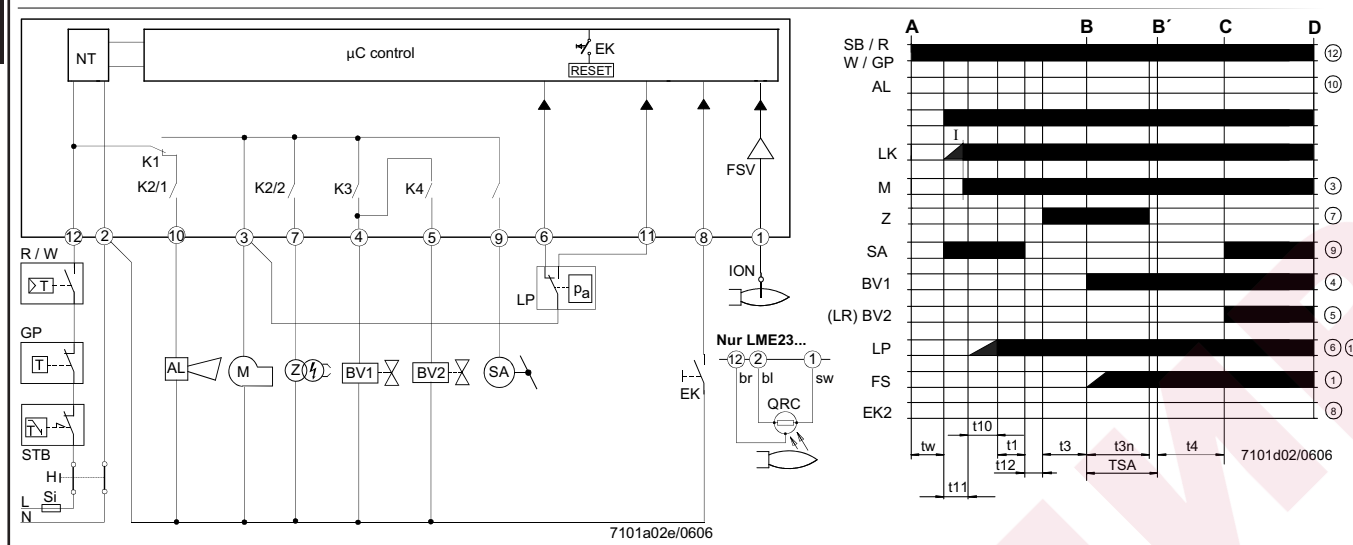 NT
µC control
EK
RESET
FSV
K1
K2/1
K2/2
K3
K4
12
2
10
3
7
4
5
9
6
11
8
1
R / W
T
GP
T
STB
H
L
Si
N
AL
M
Z
BV1
BV2
SA
LP
pa
ION
EK
Nur LME23...
12
2
1
br
bl
sw
QRC
7101a02e/0606
A
B
B´
C
D
SB / R
W / GP
12
AL
10
I
LK
M
3
Z
7
SA
9
BV1
4
(LR) BV2
5
LP
6
FS
1
EK2
8
t10
tw
t1
t3
t3n
t4
t12
TSA
t11
7101d02/0606